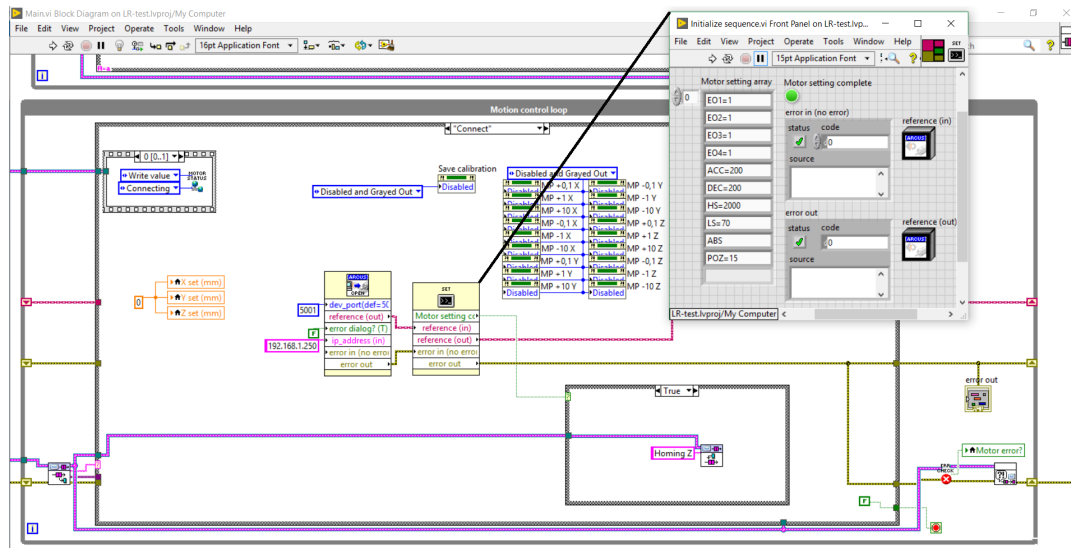 Main.vi Block Diagram on LR-test.lvproj/My Computer
File Edit View Project Operate Tools Window Help
16pt Application Font
Motion control loop
"Connect"
0 [0..1]
Write value
Connecting
MOTOR
STATUS
Disabled and Grayed Out
Save calibration
Disabled
Disabled and Grayed Out
MP +0,1 X
MP -0,1 Y
MP +1 X
MP -1 Y
MP +10 X
MP -10 Y
MP -0,1 X
MP +0,1 Z
MP -1 X
MP +1 Z
MP -10 X
MP +10 Z
MP +0,1 Y
MP -0,1 Z
MP +1 Y
MP -1 Z
MP +10 Y
MP -10 Z
Disabled
Disabled
0
X set (mm)
Y set (mm)
Z set (mm)
5001
F
192.168.1.250
ARCUS
OPEN
dev_port(def=50
reference (out)
error dialog? (T)
ip_address (in)
error in (no erro
error out
SET
Motor setting co
reference (in)
reference (out)
error in (no erro
error out
True
Homing Z
error out
Motor error?
ERR
CHECK
F
i
i
Initialize sequence.vi Front Panel on LR-test.lvp...
File Edit View Project Operate Tools Window Help
SET
15pt Application Font
Motor setting array
0
EO1=1
EO2=1
EO3=1
EO4=1
ACC=200
DEC=200
HS=2000
LS=70
ABS
POZ=15
Motor setting complete
error in (no error)
status code
0
source
reference (in)
ARCUS
error out
status code
0
source
reference (out)
ARCUS
LR-test.lvproj/My Computer